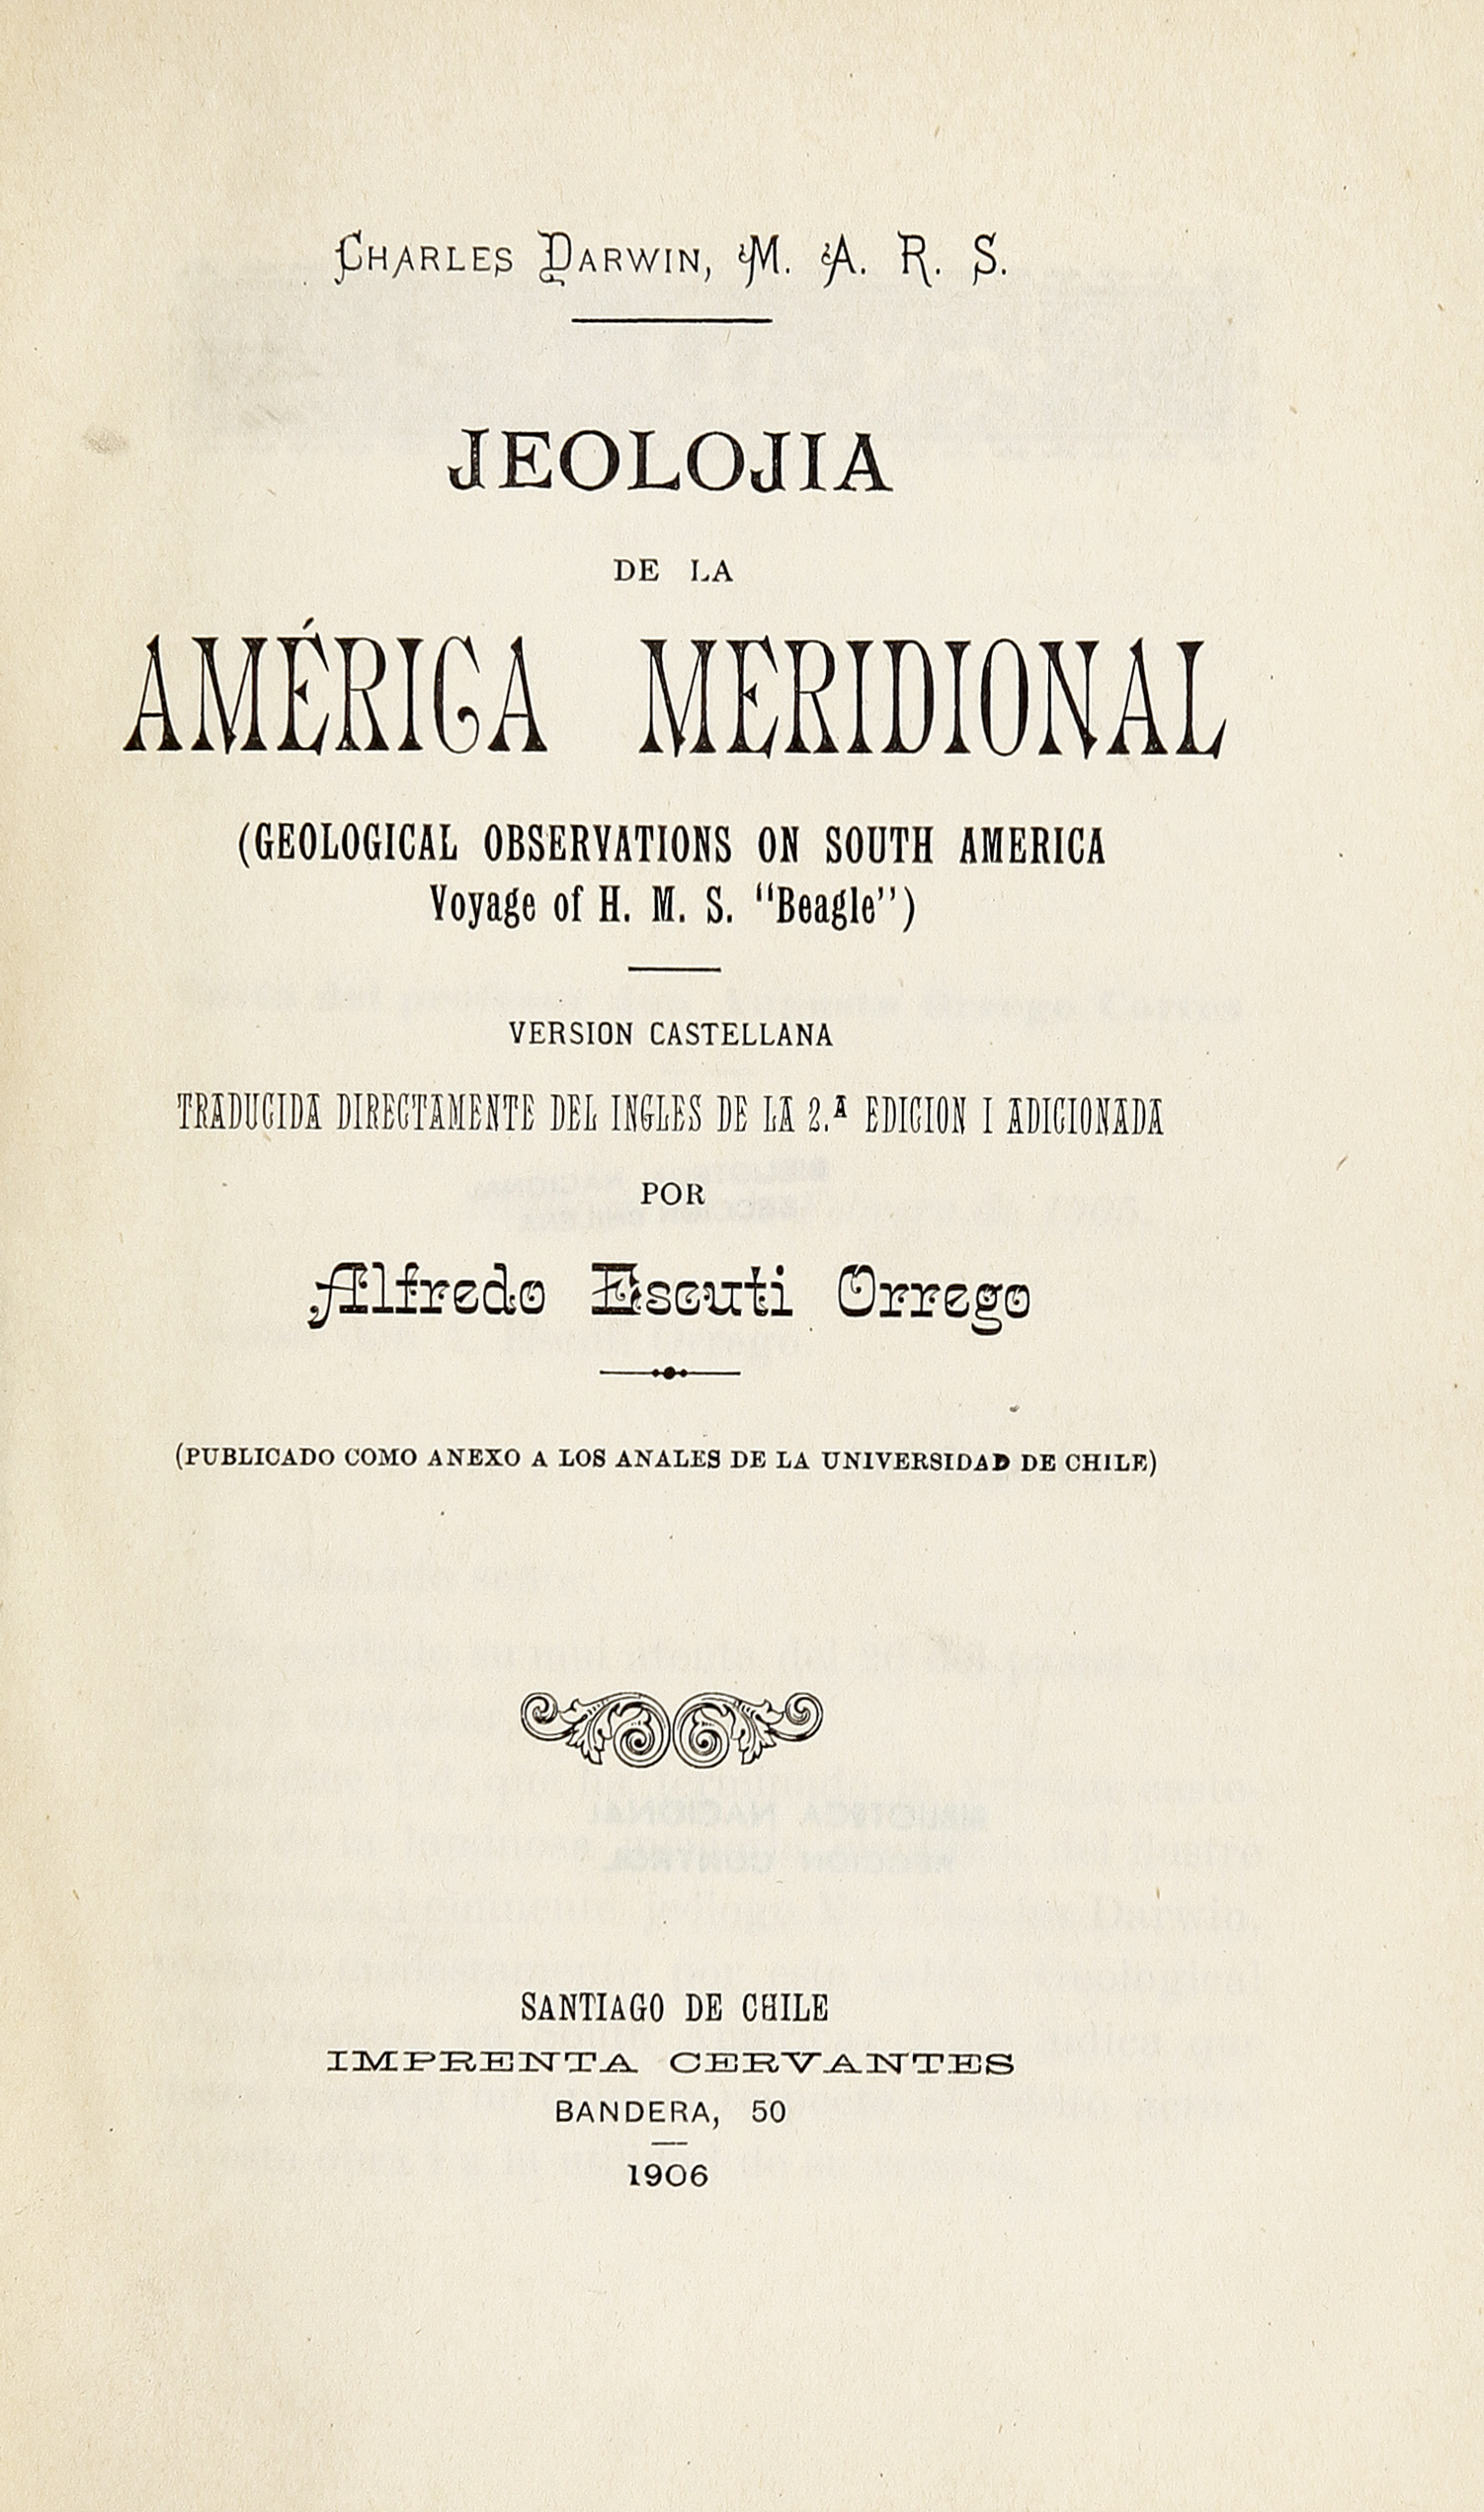 CHARLES DARWIN, M. A. R. S.
JEOLOJIA
DE LA
AMÉRICA MERIDIONAL
(GEOLOGICAL OBSERVATIONS ON SOUTH AMERICA
Voyage of H. M. S. "Beagle")
VERSION CASTELLANA
TRADUCIDA DIRECTAMENTE DEL INGLES DE LA 2.ª EDICION I ADICIONADA
POR
Alfredo Escuti Orrego
(PUBLICADO COMO ANEXO A LOS ANALES DE LA UNIVERSIDAD DE CHILE)
SANTIAGO DE CHILE
IMPRENTA CERVANTES
BANDERA, 50
1906